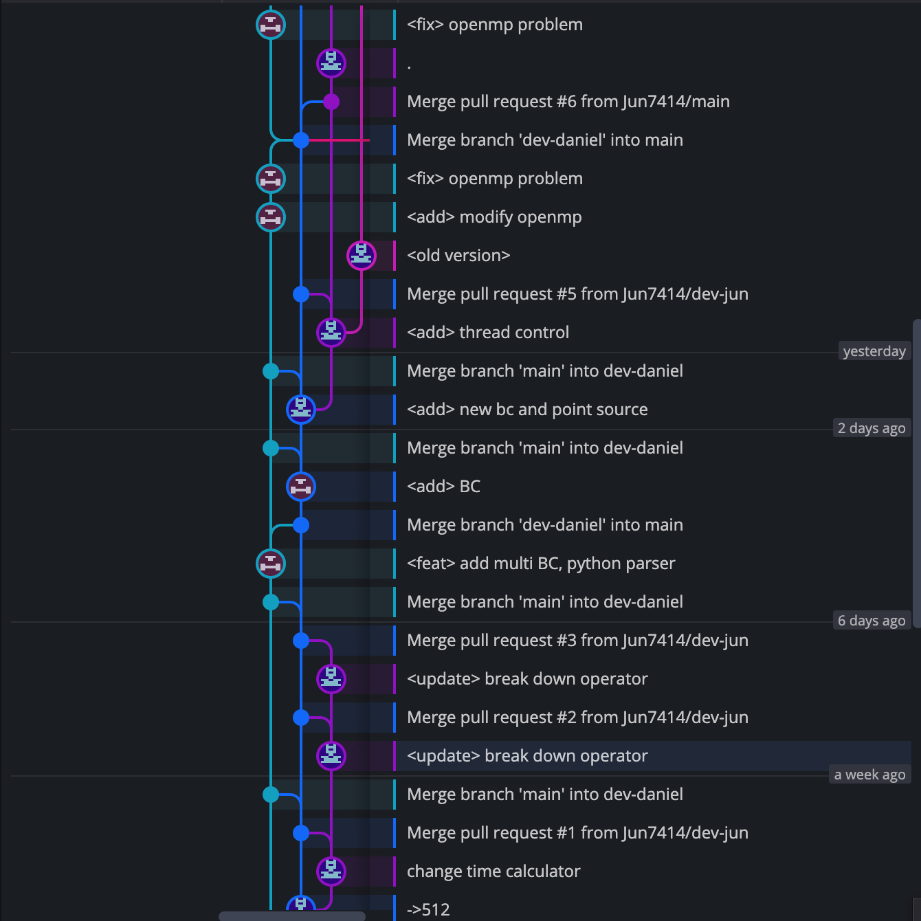 <fix> openmp problem
.
Merge pull request #6 from Jun7414/main
Merge branch 'dev-daniel' into main
<fix> openmp problem
<add> modify openmp
<old version>
Merge pull request #5 from Jun7414/dev-jun
<add> thread control
yesterday
Merge branch 'main' into dev-daniel
<add> new bc and point source
2 days ago
Merge branch 'main' into dev-daniel
<add> BC
Merge branch 'dev-daniel' into main
<feat> add multi BC, python parser
Merge branch 'main' into dev-daniel
6 days ago
Merge pull request #3 from Jun7414/dev-jun
<update> break down operator
Merge pull request #2 from Jun7414/dev-jun
<update> break down operator
a week ago
Merge branch 'main' into dev-daniel
Merge pull request #1 from Jun7414/dev-jun
change time calculator
->512